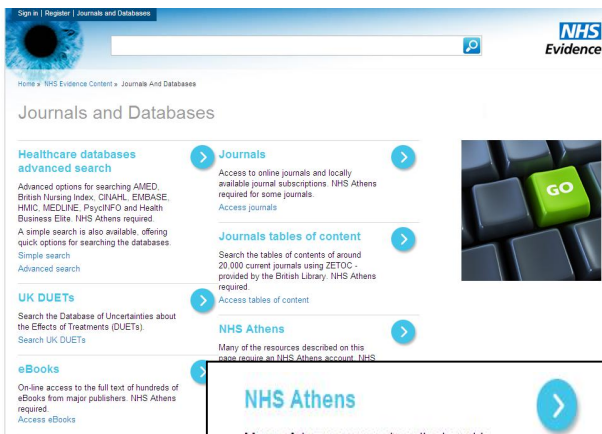 Sign in | Register | Journals and Databases
NHS
Evidence
Home » NHS Evidence Content » Journals And Databases
Journals and Databases
Healthcare databases
advanced search
Advanced options for searching AMED,
British Nursing Index, CINAHL, EMBASE,
HMIC, MEDLINE, PsycINFO and Health
Business Elite. NHS Athens required.
A simple search is also available, offering
quick options for searching the databases.
Simple search
Advanced search
UK DUETs
Search the Database of Uncertainties about
the Effects of Treatments (DUETs).
Search UK DUETs
eBooks
On-line access to the full text of hundreds of
eBooks from major publishers. NHS Athens
required.
Access eBooks
Journals
Access to online journals and locally
available journal subscriptions. NHS Athens
required for some journals.
Access journals
Journals tables of content
Search the tables of contents of around
20,000 current journals using ZETOC -
provided by the British Library. NHS Athens
required.
Access tables of content
NHS Athens
Many of the resources described on this
page require an NHS Athens account. NHS
GO
NHS Athens